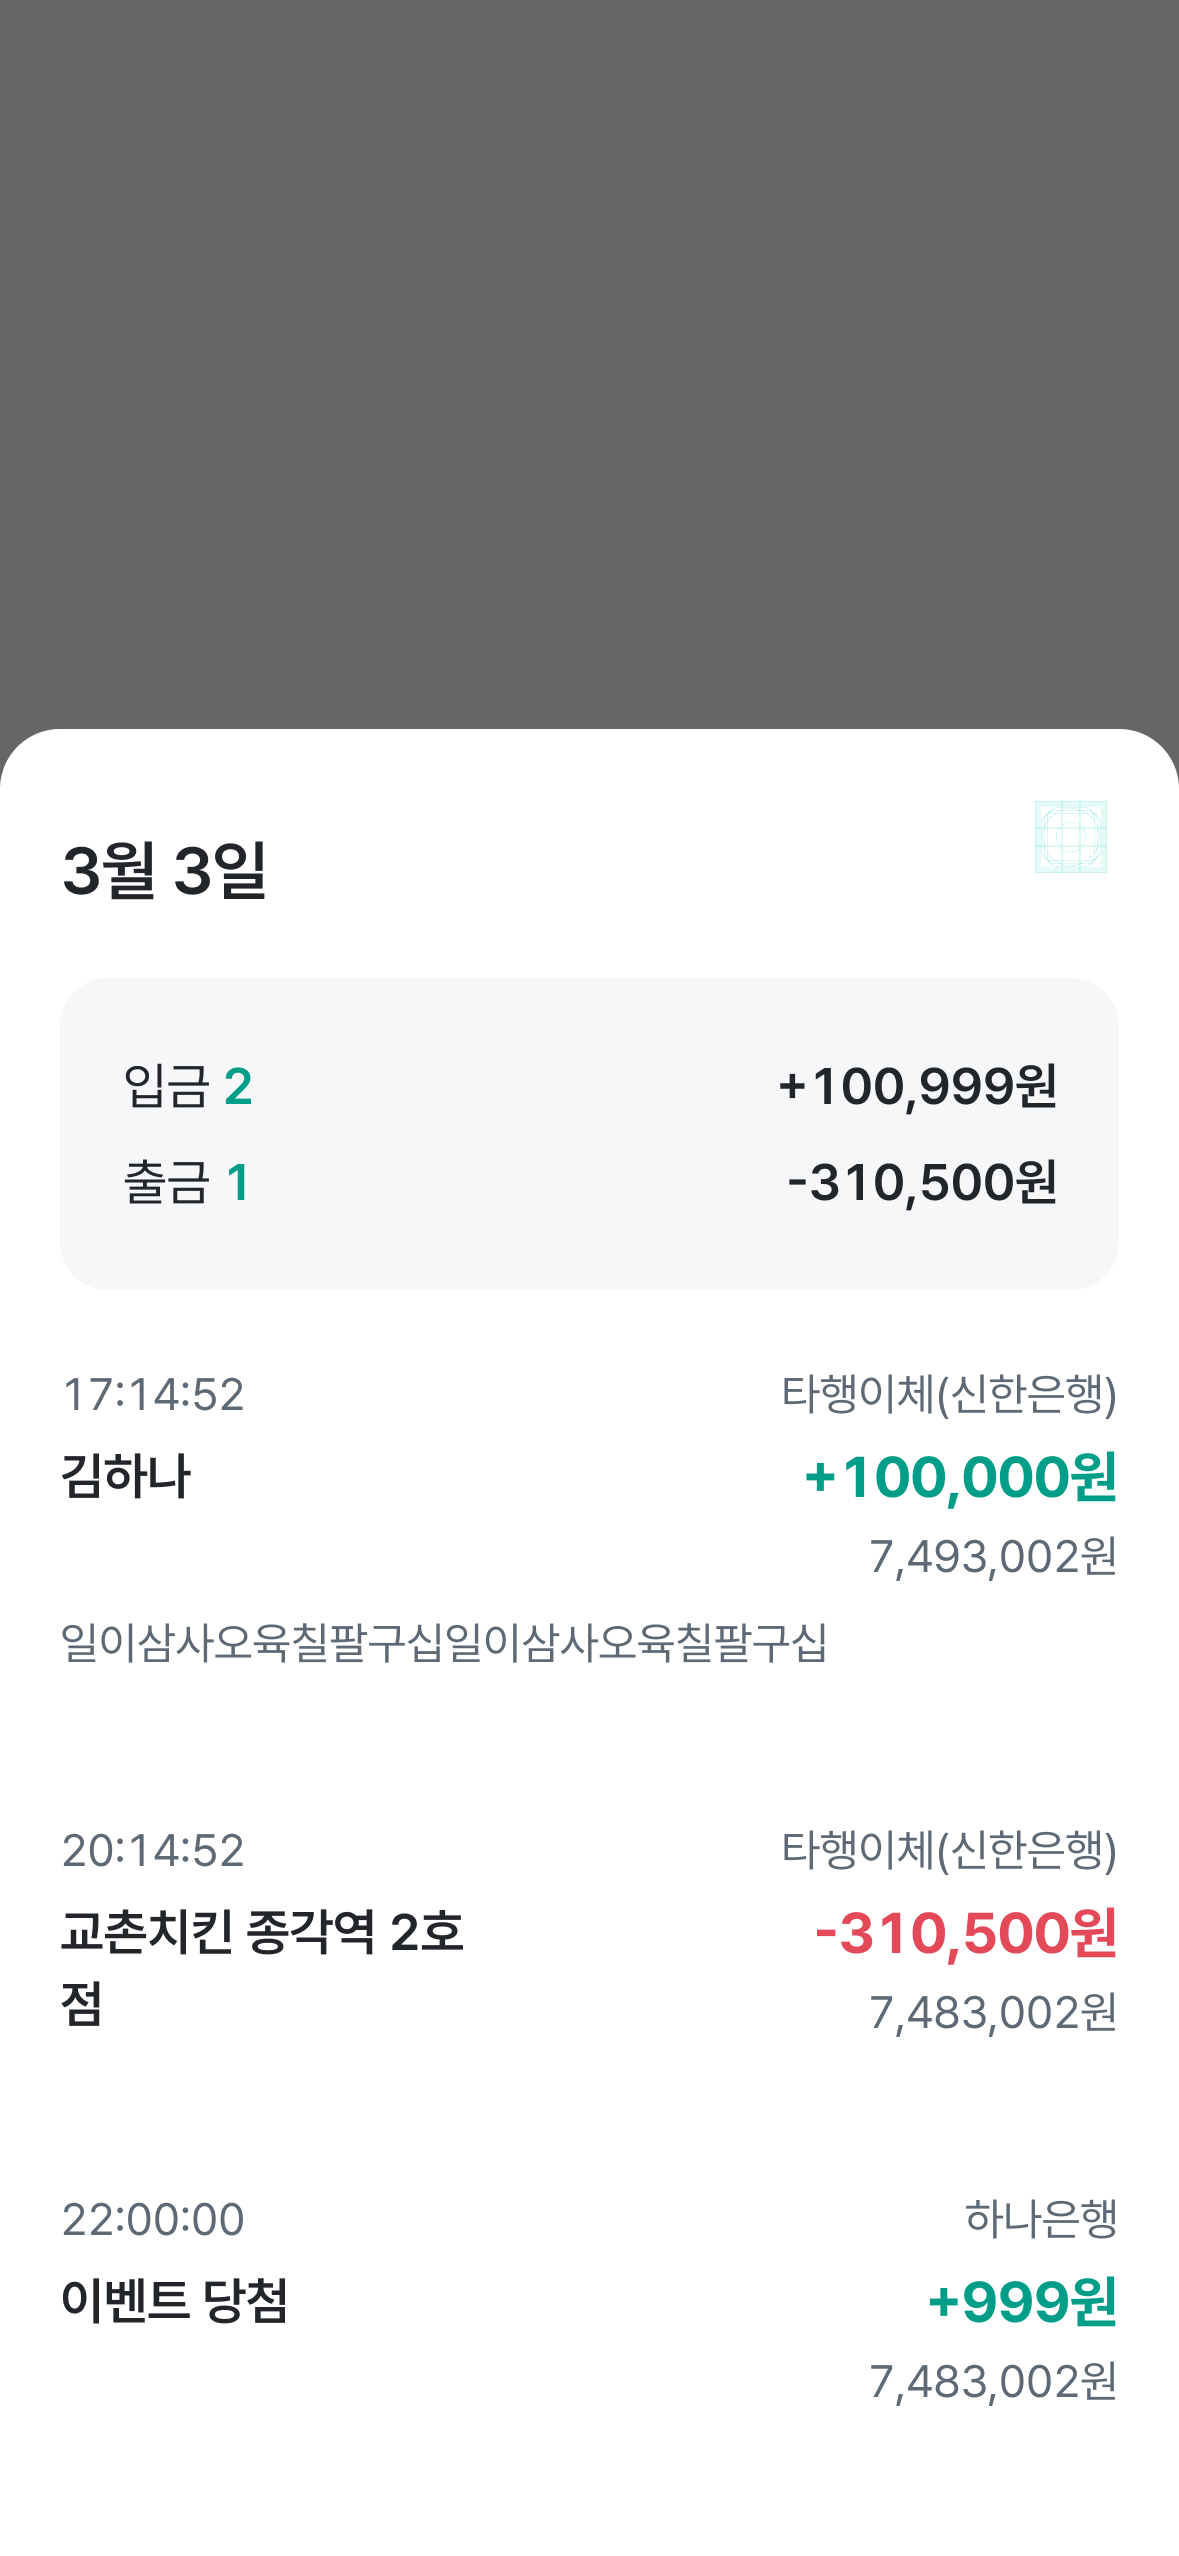 3월 3일
입금 2 +100,999원
출금 1 -310,500원
17:14:52 타행이체(신한은행)
김하나 +100,000원
7,493,002원
일이삼사오육칠팔구십일이삼사오육칠팔구십
20:14:52 타행이체(신한은행)
교촌치킨 종각역 2호 -310,500원
점 7,483,002원
22:00:00 하나은행
이벤트 당첨 +999원
7,483,002원